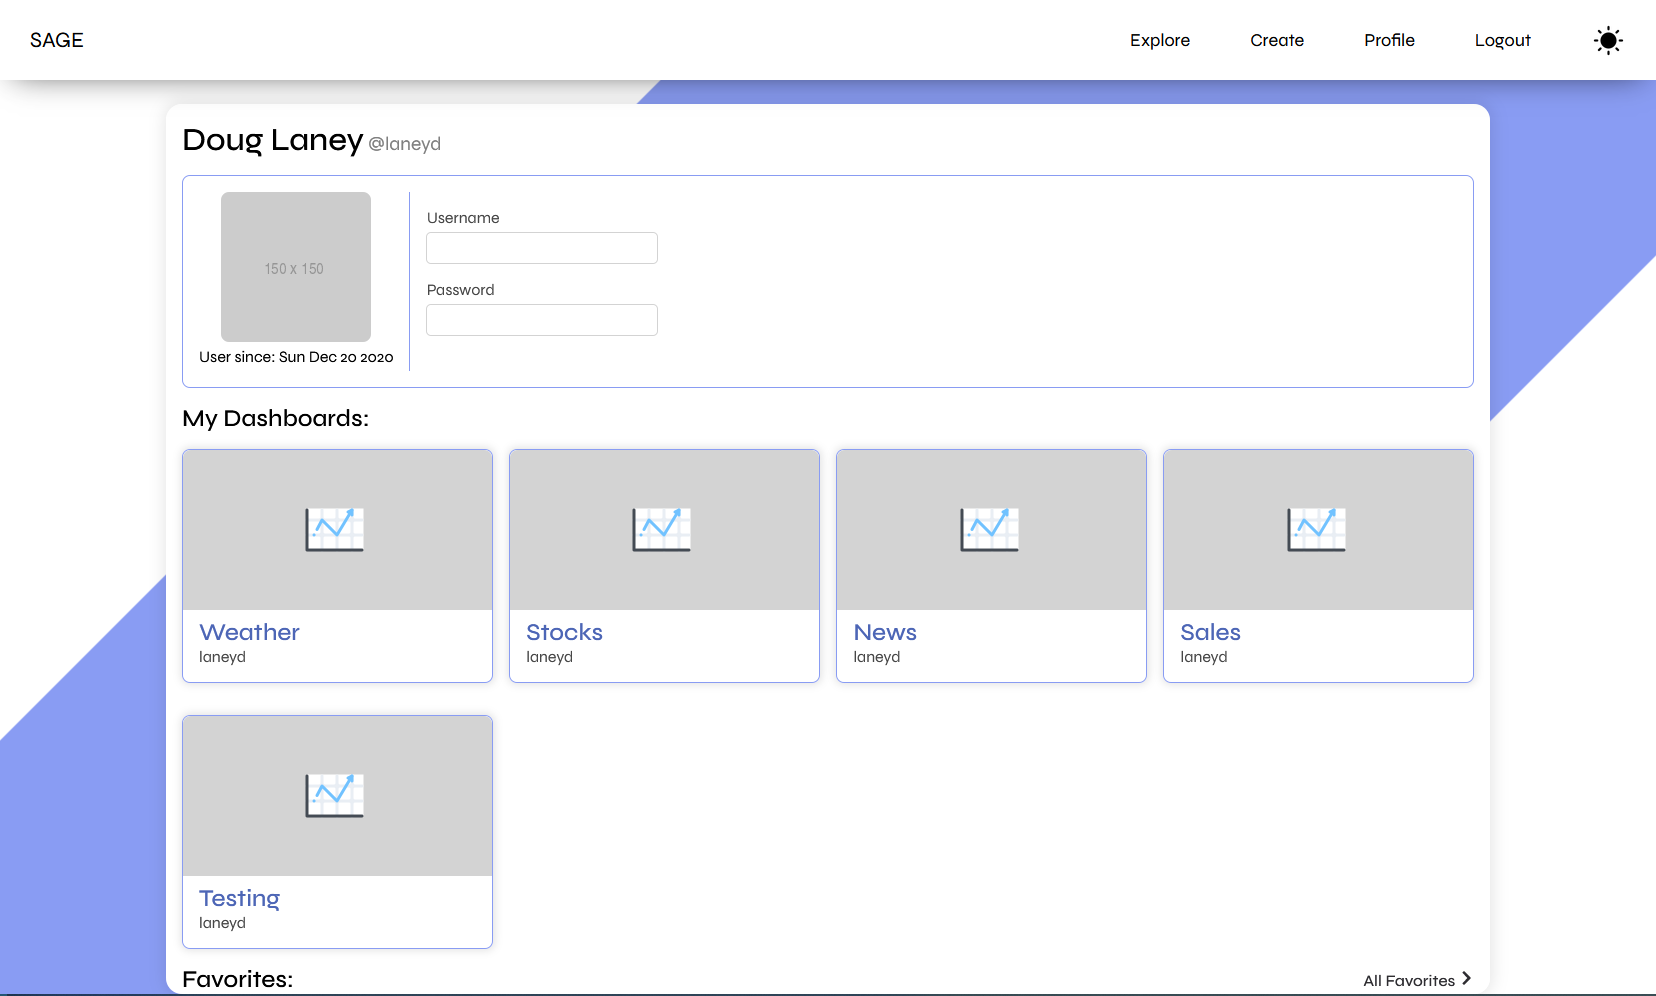 SAGE
Explore Create Profile Logout
Doug Laney @laneyd
150 x 150
User since: Sun Dec 20 2020
Username
Password
My Dashboards:
Weather
laneyd
Stocks
laneyd
News
laneyd
Sales
laneyd
Testing
laneyd
Favorites:
All Favorites